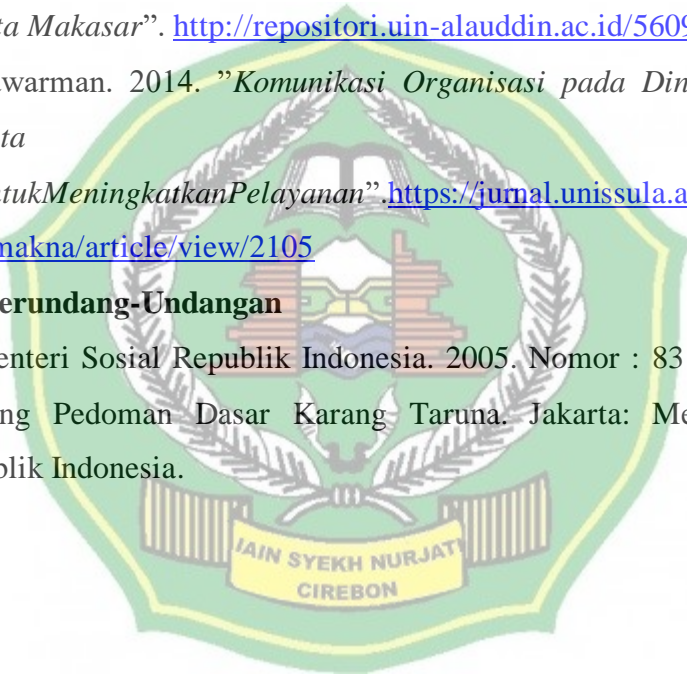 ta Makasar”. http://repositori.uin-alauddin.ac.id/5609
awarman. 2014. ”Komunikasi Organisasi pada Din
ta
ntukMeningkatkanPelayanan”.https://jurnal.unissula.a
makna/article/view/2105
erundang-Undangan
enteri Sosial Republik Indonesia. 2005. Nomor : 83
ng Pedoman Dasar Karang Taruna. Jakarta: Me
blik Indonesia.
IAIN SYEKH NURJATI
CIREBON